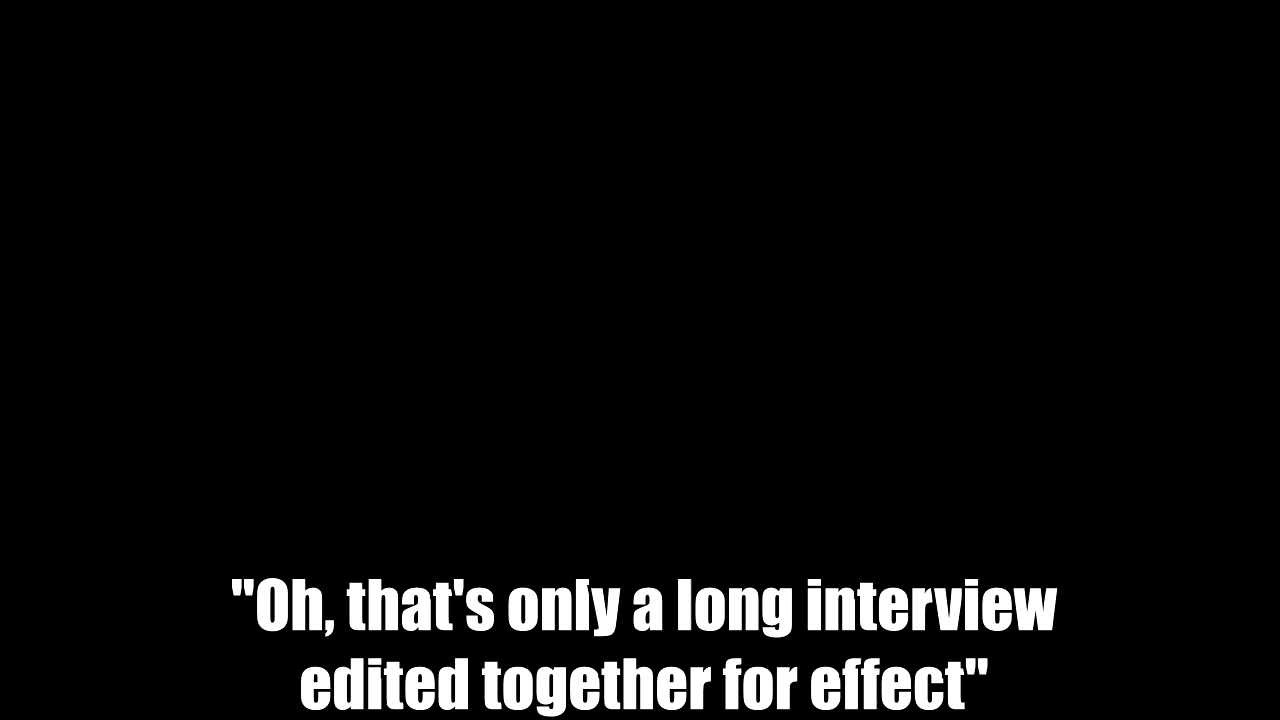 "Oh, that's only a long interview
edited together for effect"